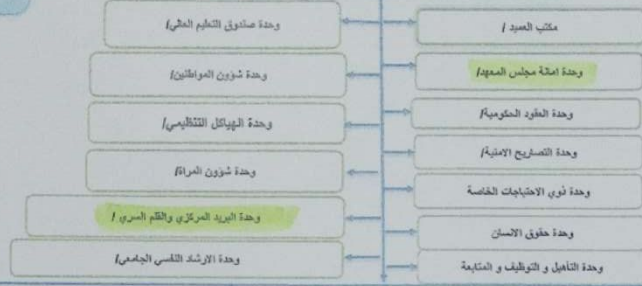 مكتب العميد /
وحدة امانة مجلس المعهد/
وحدة العقود الحكومية/
وحدة التصاريح الامنية/
وحدة ذوي الاحتياجات الخاصة
وحدة حقوق الانسان
وحدة التأهيل و التوظيف و المتابعة
وحدة صندوق التعليم العالي/
وحدة شؤون المواطنين/
وحدة الهياكل التنظيمي/
وحدة شؤون المراة/
وحدة البريد المركزي والقلم السري /
وحدة الارشاد النفسي الجامعي/